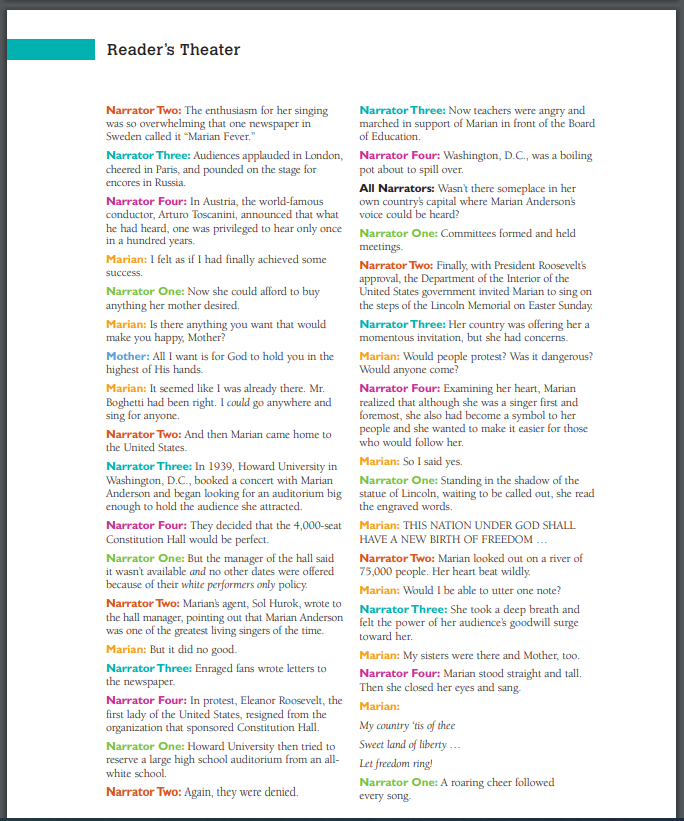 Reader's Theater
Narrator Two: The enthusiasm for her singing
was so overwhelming that one newspaper in
Sweden called it “Marian Fever.”
Narrator Three: Audiences applauded in London,
cheered in Paris, and pounded on the stage for
encores in Russia.
Narrator Four: In Austria, the world-famous
conductor, Arturo Toscanini, announced that what
he had heard, one was privileged to hear only once
in a hundred years.
Marian: I felt as if I had finally achieved some
success.
Narrator One: Now she could afford to buy
anything her mother desired.
Marian: Is there anything you want that would
make you happy, Mother?
Mother: All I want is for God to hold you in the
highest of His hands.
Marian: It seemed like I was already there. Mr.
Boghetti had been right. I could go anywhere and
sing for anyone.
Narrator Two: And then Marian came home to
the United States.
Narrator Three: In 1939, Howard University in
Washington, D.C., booked a concert with Marian
Anderson and began looking for an auditorium big
enough to hold the audience she attracted.
Narrator Four: They decided that the 4,000-seat
Constitution Hall would be perfect.
Narrator One: But the manager of the hall said
it wasn't available and no other dates were offered
because of their white performers only policy.
Narrator Two: Marian's agent, Sol Hurok, wrote to
the hall manager, pointing out that Marian Anderson
was one of the greatest living singers of the time.
Marian: But it did no good.
Narrator Three: Enraged fans wrote letters to
the newspaper.
Narrator Four: In protest, Eleanor Roosevelt, the
first lady of the United States, resigned from the
organization that sponsored Constitution Hall.
Narrator One: Howard University then tried to
reserve a large high school auditorium from an all-
white school.
Narrator Two: Again, they were denied.
Narrator Three: Now teachers were angry and
marched in support of Marian in front of the Board
of Education.
Narrator Four: Washington, D.C., was a boiling
pot about to spill over.
All Narrators: Wasn't there someplace in her
own country's capital where Marian Anderson's
voice could be heard?
Narrator One: Committees formed and held
meetings.
Narrator Two: Finally, with President Roosevelt's
approval, the Department of the Interior of the
United States government invited Marian to sing on
the steps of the Lincoln Memorial on Easter Sunday.
Narrator Three: Her country was offering her a
momentous invitation, but she had concerns.
Marian: Would people protest? Was it dangerous?
Would anyone come?
Narrator Four: Examining her heart, Marian
realized that although she was a singer first and
foremost, she also had become a symbol to her
people and she wanted to make it easier for those
who would follow her.
Marian: So I said yes.
Narrator One: Standing in the shadow of the
statue of Lincoln, waiting to be called out, she read
the engraved words.
Marian: THIS NATION UNDER GOD SHALL
HAVE A NEW BIRTH OF FREEDOM …
Narrator Two: Marian looked out on a river of
75,000 people. Her heart beat wildly.
Marian: Would I be able to utter one note?
Narrator Three: She took a deep breath and
felt the power of her audience's goodwill surge
toward her.
Marian: My sisters were there and Mother, too.
Narrator Four: Marian stood straight and tall.
Then she closed her eyes and sang.
Marian:
My country ‘tis of thee
Sweet land of liberty …
Let freedom ring!
Narrator One: A roaring cheer followed
every song.